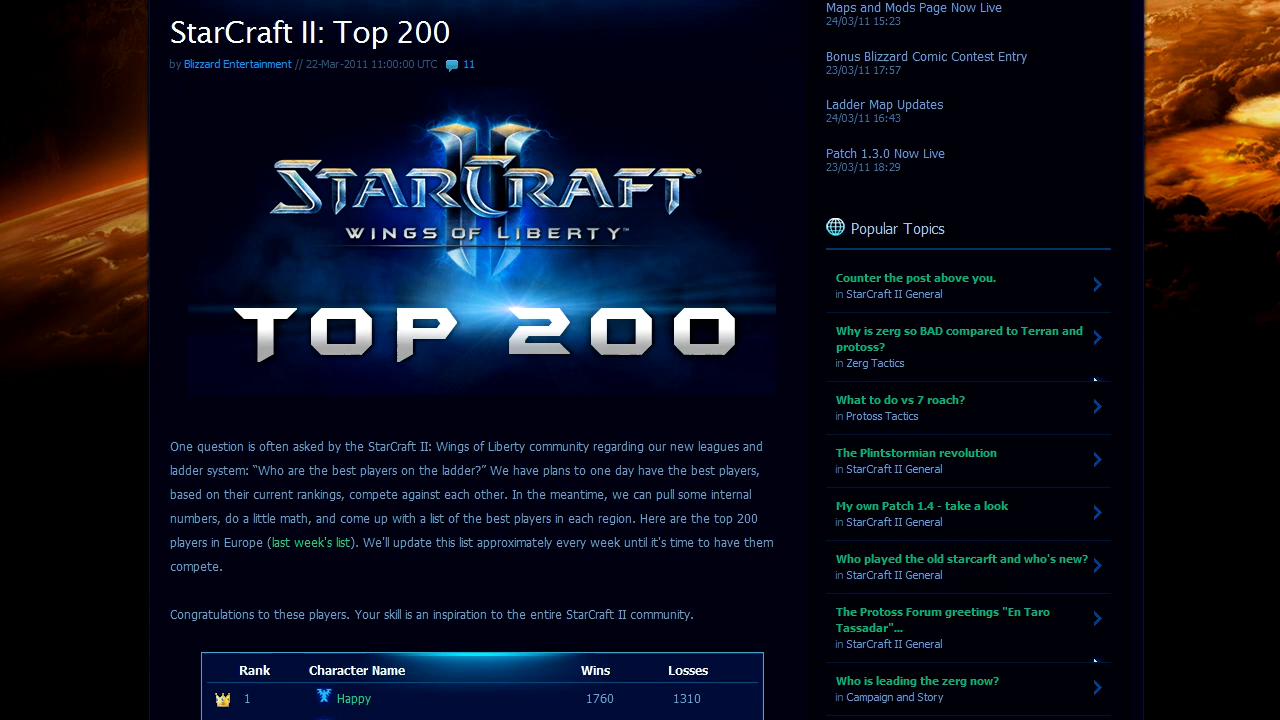 StarCraft II: Top 200
by Blizzard Entertainment // 22-Mar-2011 11:00:00 UTC 11
STARCRAFT®
II
WINGS OF LIBERTY™
TOP 200
One question is often asked by the StarCraft II: Wings of Liberty community regarding our new leagues and
ladder system: “Who are the best players on the ladder?” We have plans to one day have the best players,
based on their current rankings, compete against each other. In the meantime, we can pull some internal
numbers, do a little math, and come up with a list of the best players in each region. Here are the top 200
players in Europe (last week's list). We'll update this list approximately every week until it's time to have them
compete.
Congratulations to these players. Your skill is an inspiration to the entire StarCraft II community.
Rank Character Name Wins Losses
1 Happy 1760 1310
Maps and Mods Page Now Live
24/03/11 15:23
Bonus Blizzard Comic Contest Entry
23/03/11 17:57
Ladder Map Updates
24/03/11 16:43
Patch 1.3.0 Now Live
23/03/11 18:29
Popular Topics
Counter the post above you.
in StarCraft II General
Why is zerg so BAD compared to Terran and
protoss?
in Zerg Tactics
What to do vs 7 roach?
in Protoss Tactics
The Plintstormian revolution
in StarCraft II General
My own Patch 1.4 - take a look
in StarCraft II General
Who played the old starcarft and who's new?
in StarCraft II General
The Protoss Forum greetings "En Taro
Tassadar"...
in StarCraft II General
Who is leading the zerg now?
in Campaign and Story